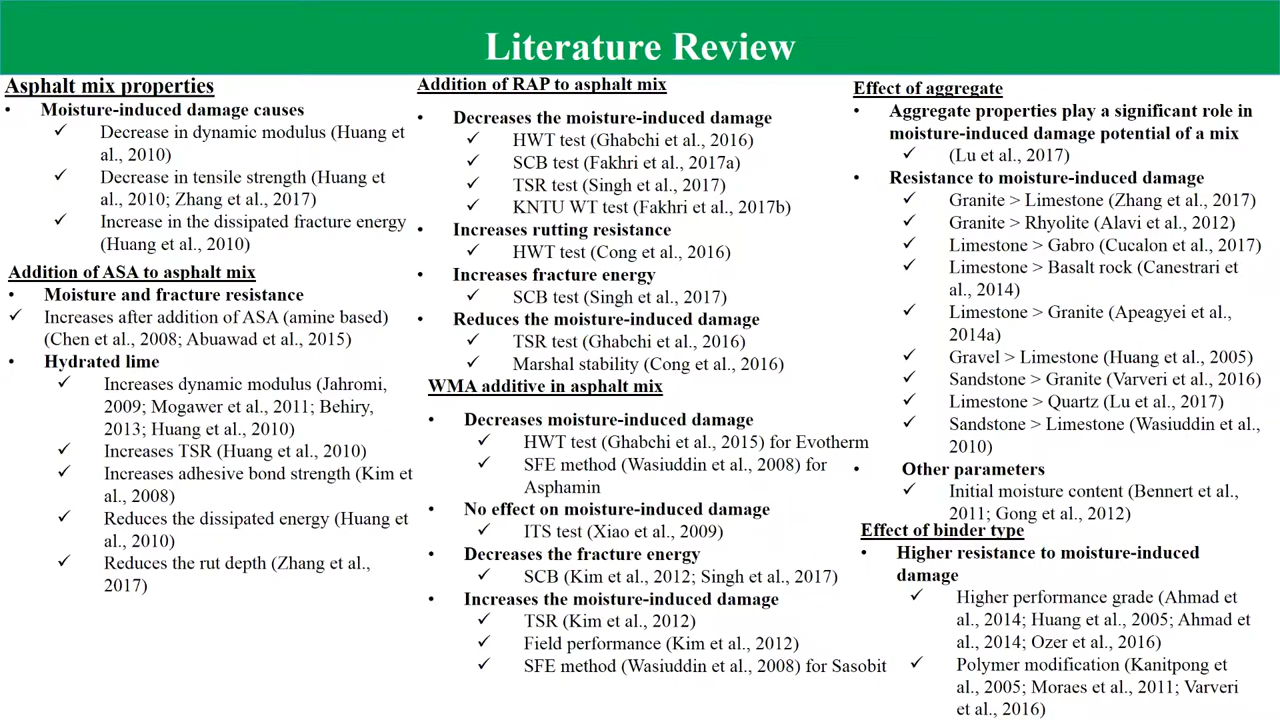 Literature Review
Asphalt mix properties
• Moisture-induced damage causes
✓ Decrease in dynamic modulus (Huang et
al., 2010)
✓ Decrease in tensile strength (Huang et
al., 2010; Zhang et al., 2017)
✓ Increase in the dissipated fracture energy
(Huang et al., 2010)
Addition of ASA to asphalt mix
• Moisture and fracture resistance
✓ Increases after addition of ASA (amine based)
(Chen et al., 2008; Abuawad et al., 2015)
• Hydrated lime
✓ Increases dynamic modulus (Jahromi,
2009; Mogawer et al., 2011; Behiry,
2013; Huang et al., 2010)
✓ Increases TSR (Huang et al., 2010)
✓ Increases adhesive bond strength (Kim et
al., 2008)
✓ Reduces the dissipated energy (Huang et
al., 2010)
✓ Reduces the rut depth (Zhang et al.,
2017)
Addition of RAP to asphalt mix
• Decreases the moisture-induced damage
✓ HWT test (Ghabchi et al., 2016)
✓ SCB test (Fakhri et al., 2017a)
✓ TSR test (Singh et al., 2017)
✓ KNTU WT test (Fakhri et al., 2017b)
• Increases rutting resistance
✓ HWT test (Cong et al., 2016)
• Increases fracture energy
✓ SCB test (Singh et al., 2017)
• Reduces the moisture-induced damage
✓ TSR test (Ghabchi et al., 2016)
✓ Marshal stability (Cong et al., 2016)
WMA additive in asphalt mix
• Decreases moisture-induced damage
✓ HWT test (Ghabchi et al., 2015) for Evotherm
✓ SFE method (Wasiuddin et al., 2008) for
Asphamin
• No effect on moisture-induced damage
✓ ITS test (Xiao et al., 2009)
• Decreases the fracture energy
✓ SCB (Kim et al., 2012; Singh et al., 2017)
• Increases the moisture-induced damage
✓ TSR (Kim et al., 2012)
✓ Field performance (Kim et al., 2012)
✓ SFE method (Wasiuddin et al., 2008) for Sasobit
Effect of aggregate
• Aggregate properties play a significant role in
moisture-induced damage potential of a mix
✓ (Lu et al., 2017)
• Resistance to moisture-induced damage
✓ Granite > Limestone (Zhang et al., 2017)
✓ Granite > Rhyolite (Alavi et al., 2012)
✓ Limestone > Gabro (Cucalon et al., 2017)
✓ Limestone > Basalt rock (Canestrari et
al., 2014)
✓ Limestone > Granite (Apeagyei et al.,
2014a)
✓ Gravel > Limestone (Huang et al., 2005)
✓ Sandstone > Granite (Varveri et al., 2016)
✓ Limestone > Quartz (Lu et al., 2017)
✓ Sandstone > Limestone (Wasiuddin et al.,
2010)
• Other parameters
✓ Initial moisture content (Bennert et al.,
2011; Gong et al., 2012)
Effect of binder type
• Higher resistance to moisture-induced
damage
✓ Higher performance grade (Ahmad et
al., 2014; Huang et al., 2005; Ahmad et
al., 2014; Ozer et al., 2016)
✓ Polymer modification (Kanitpong et
al., 2005; Moraes et al., 2011; Varveri
et al., 2016)